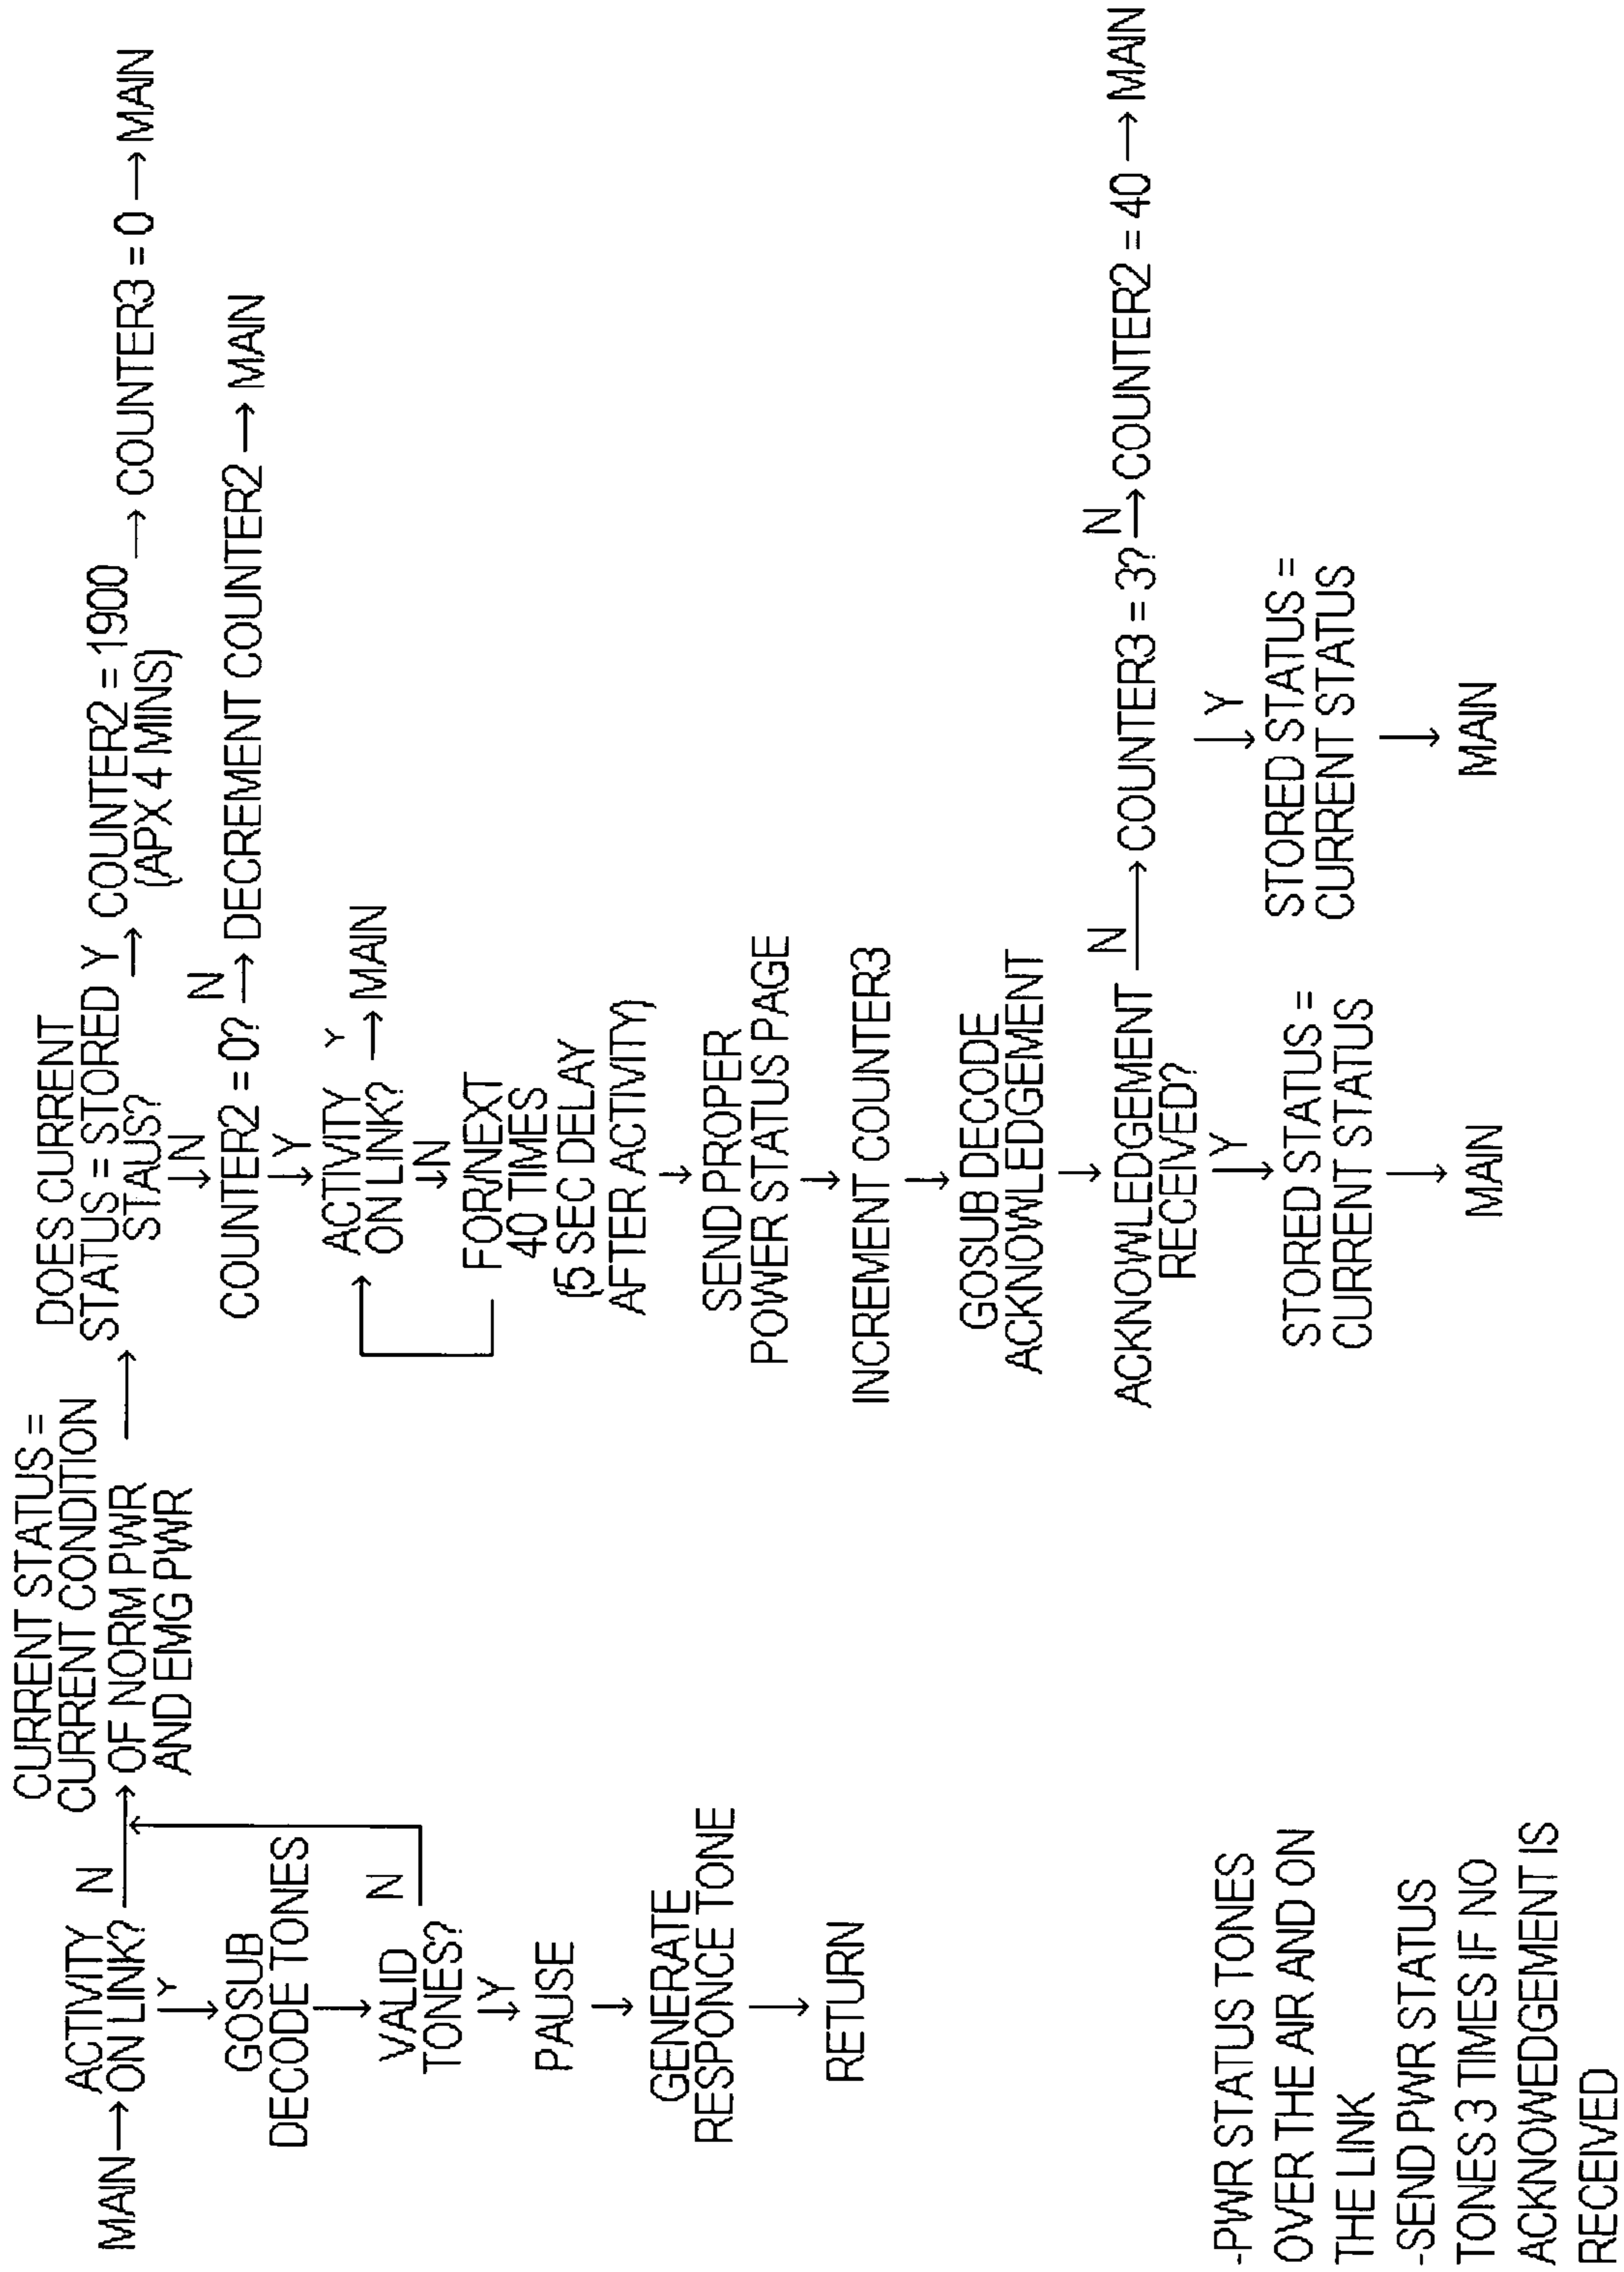 MAIN
ACTIVITY
ON LINK?
N
Y
GOSUB
DECODE TONES
VALID
TONES?
N
Y
PAUSE
GENERATE
RESPONCE TONE
RETURN
CURRENT STATUS =
CURRENT CONDITION
OF NORM PWR
AND EMG PWR
DOES CURRENT
STATUS = STORED
STAUS?
Y
COUNTER2 = 1900
(APX 4 MINS)
COUNTER3 = 0
MAIN
N
COUNTER2 = 0?
N
DECREMENT COUNTER2
MAIN
Y
ACTIVITY
ON LINK?
Y
MAIN
N
FOR/NEXT
40 TIMES
(5 SEC DELAY
AFTER ACTIVITY)
SEND PROPER
POWER STATUS PAGE
INCREMENT COUNTER3
GOSUB DECODE
ACKNOWLEDGEMENT
ACKNOWLEDGEMENT
RECEIVED?
N
COUNTER3 = 3?
N
COUNTER2 = 40
MAIN
Y
STORED STATUS =
CURRENT STATUS
MAIN
Y
STORED STATUS =
CURRENT STATUS
MAIN
-PWR STATUS TONES
OVER THE AIR AND ON
THE LINK
-SEND PWR STATUS
TONES 3 TIMES IF NO
ACKNOWEDGEMENT IS
RECEIVED